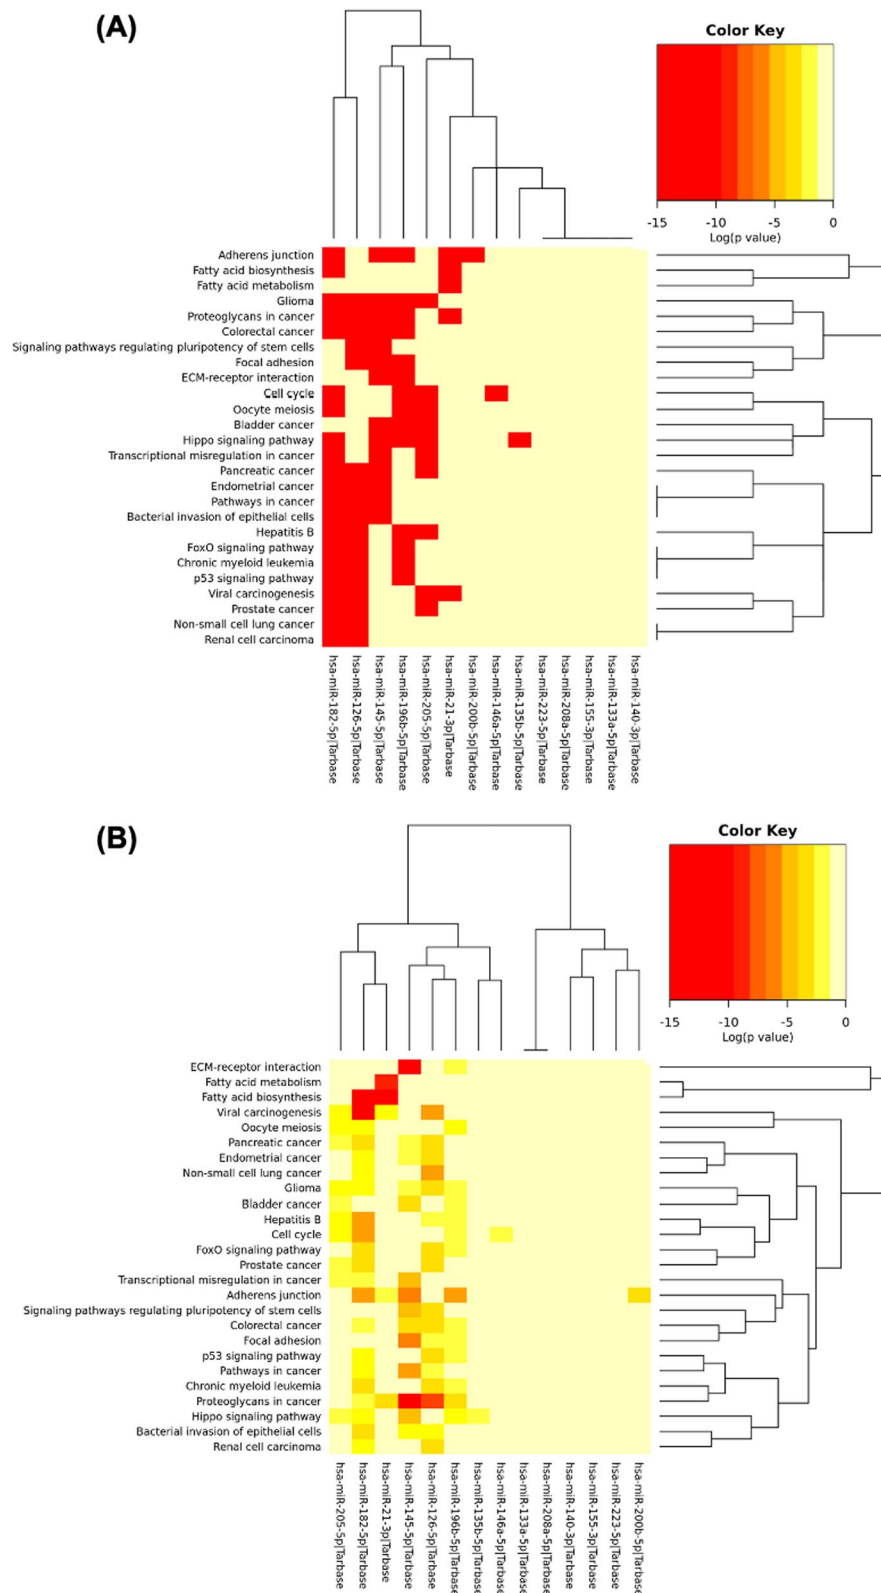 (A)
Color Key
-15 -10 -5 0
Log(p value)
Adherens junction
Fatty acid biosynthesis
Fatty acid metabolism
Glioma
Proteoglycans in cancer
Colorectal cancer
Signaling pathways regulating pluripotency of stem cells
Focal adhesion
ECM-receptor interaction
Cell cycle
Oocyte meiosis
Bladder cancer
Hippo signaling pathway
Transcriptional misregulation in cancer
Pancreatic cancer
Endometrial cancer
Pathways in cancer
Bacterial invasion of epithelial cells
Hepatitis B
FoxO signaling pathway
Chronic myeloid leukemia
p53 signaling pathway
Viral carcinogenesis
Prostate cancer
Non-small cell lung cancer
Renal cell carcinoma
hsa-miR-182-5p|Tarbase
hsa-miR-126-5p|Tarbase
hsa-miR-145-5p|Tarbase
hsa-miR-196b-5p|Tarbase
hsa-miR-205-5p|Tarbase
hsa-miR-21-3p|Tarbase
hsa-miR-200b-5p|Tarbase
hsa-miR-146a-5p|Tarbase
hsa-miR-135b-5p|Tarbase
hsa-miR-223-5p|Tarbase
hsa-miR-208a-5p|Tarbase
hsa-miR-155-3p|Tarbase
hsa-miR-133a-5p|Tarbase
hsa-miR-140-3p|Tarbase
(B)
Color Key
-15 -10 -5 0
Log(p value)
ECM-receptor interaction
Fatty acid metabolism
Fatty acid biosynthesis
Viral carcinogenesis
Oocyte meiosis
Pancreatic cancer
Endometrial cancer
Non-small cell lung cancer
Glioma
Bladder cancer
Hepatitis B
Cell cycle
FoxO signaling pathway
Prostate cancer
Transcriptional misregulation in cancer
Adherens junction
Signaling pathways regulating pluripotency of stem cells
Colorectal cancer
Focal adhesion
p53 signaling pathway
Pathways in cancer
Chronic myeloid leukemia
Proteoglycans in cancer
Hippo signaling pathway
Bacterial invasion of epithelial cells
Renal cell carcinoma
hsa-miR-205-5p|Tarbase
hsa-miR-182-5p|Tarbase
hsa-miR-21-3p|Tarbase
hsa-miR-145-5p|Tarbase
hsa-miR-126-5p|Tarbase
hsa-miR-196b-5p|Tarbase
hsa-miR-135b-5p|Tarbase
hsa-miR-146a-5p|Tarbase
hsa-miR-133a-5p|Tarbase
hsa-miR-208a-5p|Tarbase
hsa-miR-140-3p|Tarbase
hsa-miR-155-3p|Tarbase
hsa-miR-223-5p|Tarbase
hsa-miR-200b-5p|Tarbase